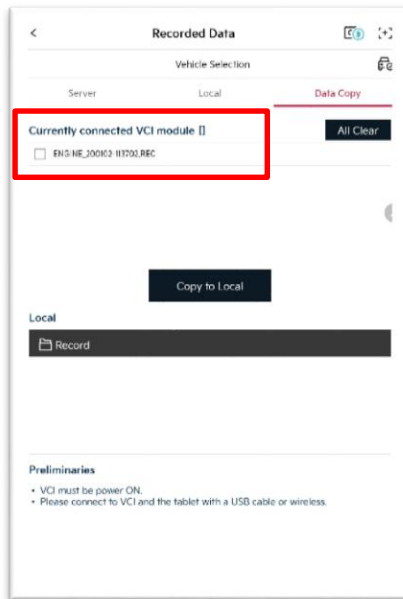 Recorded Data
Vehicle Selection
Server Local Data Copy
Currently connected VCI module []
All Clear
ENGINE_200102-113702.REC
Copy to Local
Local
Record
Preliminaries
• VCI must be power ON.
• Please connect to VCI and the tablet with a USB cable or wireless.